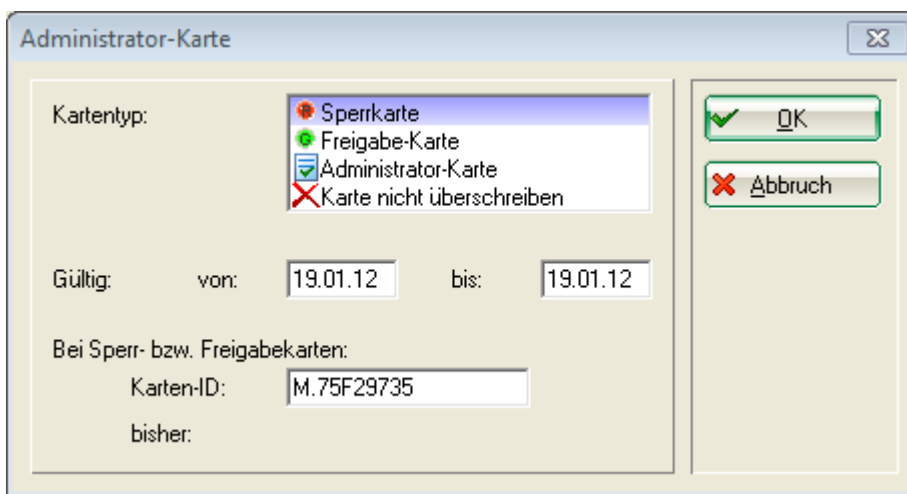 Administrator-Karte
Kartentyp:
R Sperrkarte
G Freigabe-Karte
Administrator-Karte
Karte nicht überschreiben
OK
Abbruch
Gültig: von: 19.01.12 bis: 19.01.12
Bei Sperr- bzw. Freigabekarten:
Karten-ID: M.75F29735
bisher: